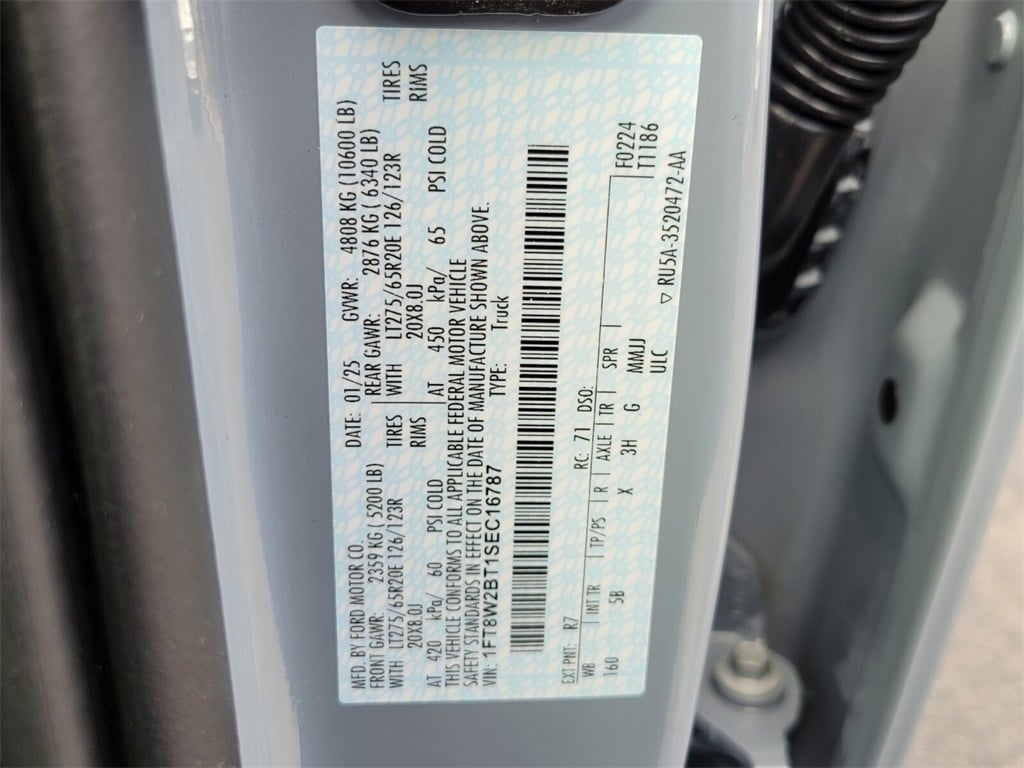 MFD. BY FORD MOTOR CO. DATE: 01/25 GVWR: 4808 KG (10600 LB)
FRONT GAWR: 2359 KG (5200 LB) REAR GAWR: 2876 KG (6340 LB)
WITH LT275/65R20E 126/123R TIRES WITH LT275/65R20E 126/123R TIRES
20X8.0J RIMS 20X8.0J RIMS
AT 420 kPa/ 60 PSI COLD AT 450 kPa/ 65 PSI COLD
THIS VEHICLE CONFORMS TO ALL APPLICABLE FEDERAL MOTOR VEHICLE
SAFETY STANDARDS IN EFFECT ON THE DATE OF MANUFACTURE SHOWN ABOVE.
VIN: 1FT8W2BT1SEC16787 TYPE: Truck
EXT PNT: R7 RC: 71 DSO:
WB INT TR TP/PS R AXLE TR SPR F0224
160 5B X 3H G MMJJ T1186
ULC ▽ RU5A-3520472-AA